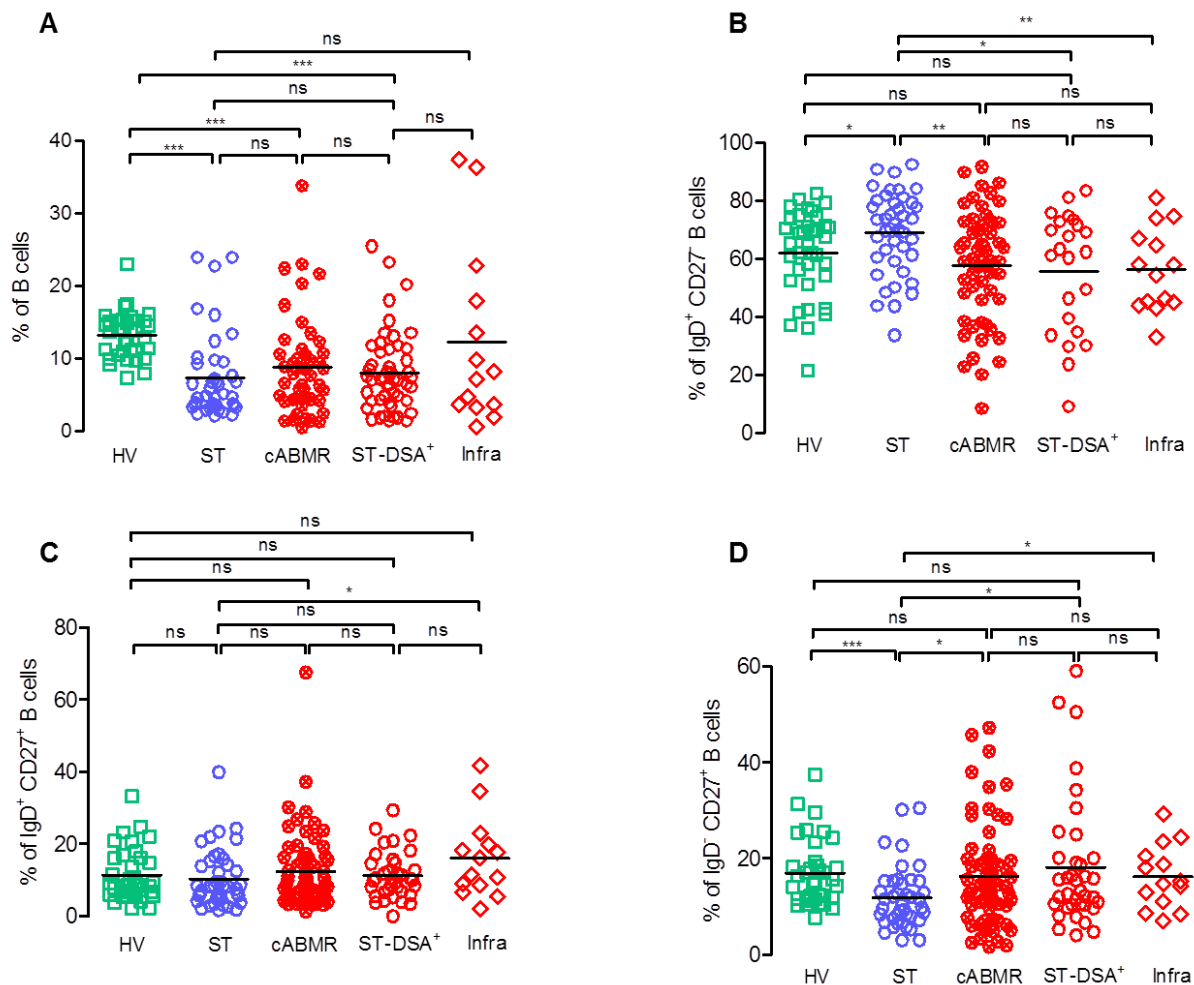 A
ns
***
ns
***
ns
***
ns
ns
% of B cells
40
30
20
10
0
HV
ST
cABMR
ST-DSA+
Infra
B
**
*
ns
ns
ns
*
**
ns
ns
% of IgD+ CD27- B cells
100
80
60
40
20
0
HV
ST
cABMR
ST-DSA+
Infra
C
ns
ns
ns
*
ns
ns
ns
ns
ns
% of IgD+ CD27+ B cells
80
60
40
20
0
HV
ST
cABMR
ST-DSA+
Infra
D
*
ns
*
ns
ns
***
*
ns
ns
% of IgD- CD27+ B cells
60
40
20
0
HV
ST
cABMR
ST-DSA+
Infra